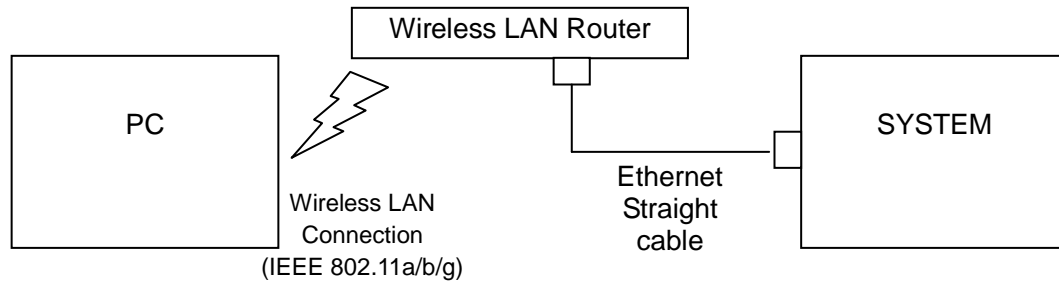 Wireless LAN Router
PC
SYSTEM
Ethernet
Straight
cable
Wireless LAN
Connection
(IEEE 802.11a/b/g)